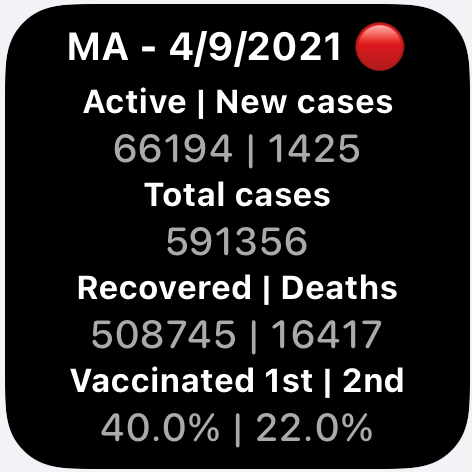 MA - 4/9/2021 🔴
Active | New cases
66194 | 1425
Total cases
591356
Recovered | Deaths
508745 | 16417
Vaccinated 1st | 2nd
40.0% | 22.0%